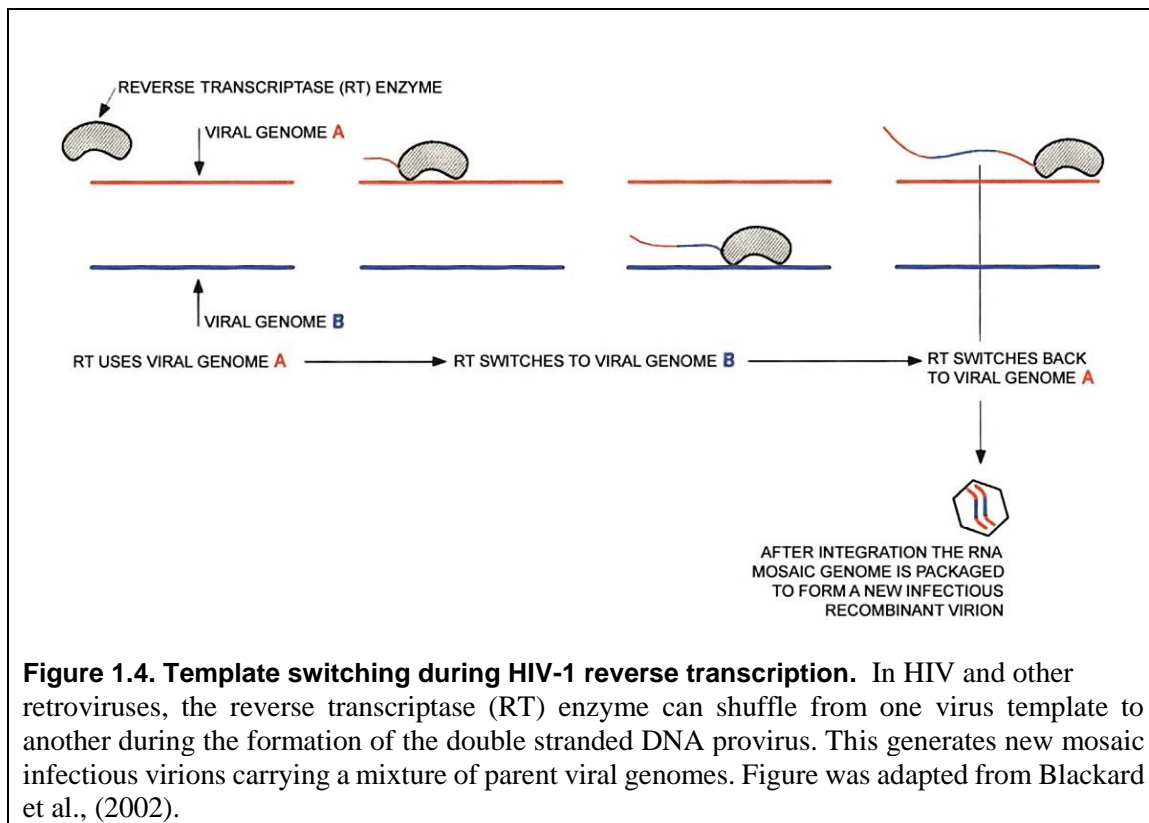 REVERSE TRANSCRIPTASE (RT) ENZYME
VIRAL GENOME A
VIRAL GENOME B
RT USES VIRAL GENOME A
RT SWITCHES TO VIRAL GENOME B
RT SWITCHES BACK
TO VIRAL GENOME A
AFTER INTEGRATION THE RNA
MOSAIC GENOME IS PACKAGED
TO FORM A NEW INFECTIOUS
RECOMBINANT VIRION
Figure 1.4. Template switching during HIV-1 reverse transcription. In HIV and other
retroviruses, the reverse transcriptase (RT) enzyme can shuffle from one virus template to
another during the formation of the double stranded DNA provirus. This generates new mosaic
infectious virions carrying a mixture of parent viral genomes. Figure was adapted from Blackard
et al., (2002).